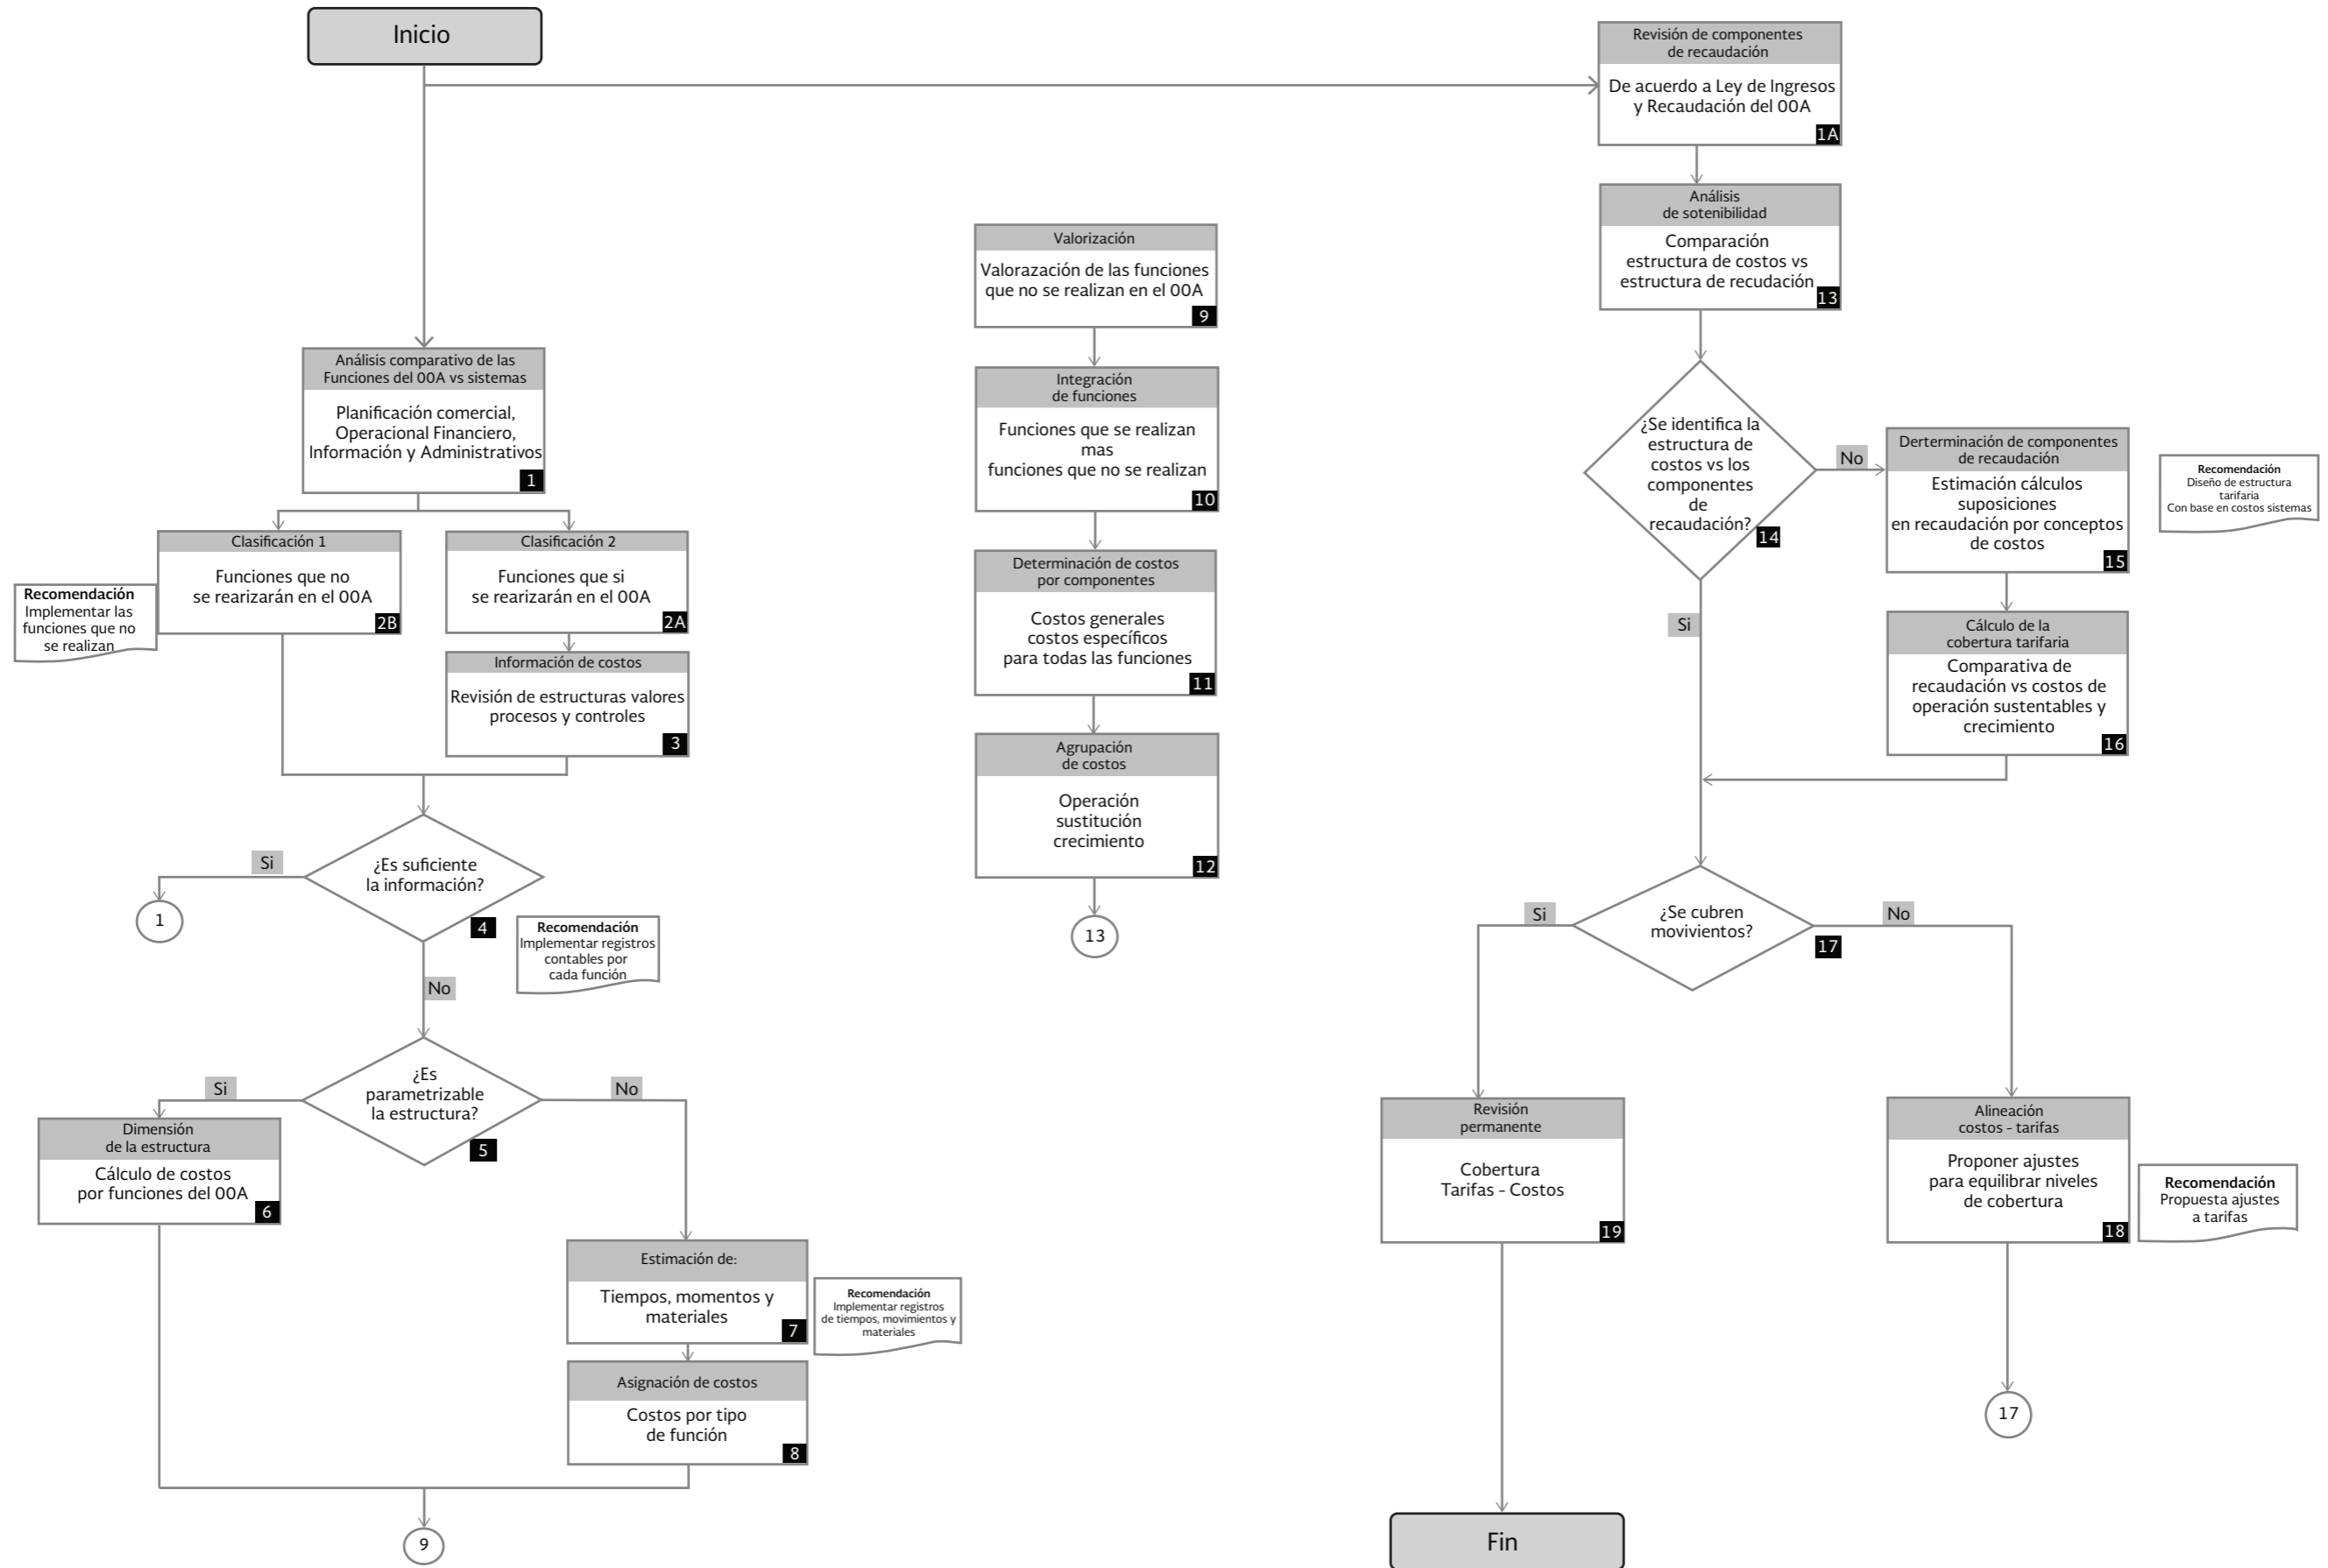 Inicio
Análisis comparativo de las
Funciones del 00A vs sistemas
Planificación comercial,
Operacional Financiero,
Información y Administrativos
1
Clasificación 1
Funciones que no
se rearizarán en el 00A
2B
Recomendación
Implementar las
funciones que no
se realizan
Clasificación 2
Funciones que si
se rearizarán en el 00A
2A
Información de costos
Revisión de estructuras valores
procesos y controles
3
¿Es suficiente
la información?
4
Si
1
Recomendación
Implementar registros
contables por
cada función
No
¿Es
parametrizable
la estructura?
5
Si
No
Dimensión
de la estructura
Cálculo de costos
por funciones del 00A
6
Estimación de:
Tiempos, momentos y
materiales
7
Recomendación
Implementar registros
de tiempos, movimientos y
materiales
Asignación de costos
Costos por tipo
de función
8
9
Valorización
Valorazación de las funciones
que no se realizan en el 00A
9
Integración
de funciones
Funciones que se realizan
mas
funciones que no se realizan
10
Determinación de costos
por componentes
Costos generales
costos específicos
para todas las funciones
11
Agrupación
de costos
Operación
sustitución
crecimiento
12
13
Revisión de componentes
de recaudación
De acuerdo a Ley de Ingresos
y Recaudación del 00A
1A
Análisis
de sotenibilidad
Comparación
estructura de costos vs
estructura de recudación
13
¿Se identifica la
estructura de
costos vs los
componentes
de
recaudación?
14
No
Derterminación de componentes
de recaudación
Estimación cálculos
suposiciones
en recaudación por conceptos
de costos
15
Recomendación
Diseño de estructura
tarifaria
Con base en costos sistemas
Si
Cálculo de la
cobertura tarifaria
Comparativa de
recaudación vs costos de
operación sustentables y
crecimiento
16
¿Se cubren
movivientos?
17
Si
No
Revisión
permanente
Cobertura
Tarifas - Costos
19
Alineación
costos - tarifas
Proponer ajustes
para equilibrar niveles
de cobertura
18
Recomendación
Propuesta ajustes
a tarifas
17
Fin